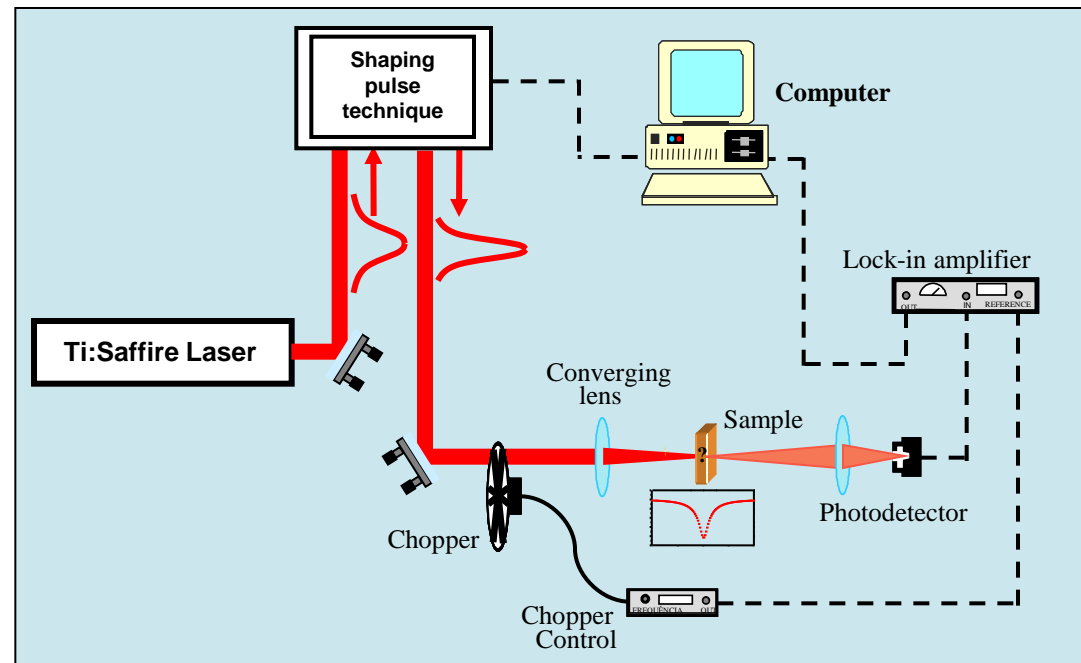 Shaping
pulse
technique
Computer
Lock-in amplifier
OUT
IN
REFERENCE
Ti:Saffire Laser
Converging
lens
Sample
?
Photodetector
Chopper
FREQUÊNCIA
OUT
Chopper
Control